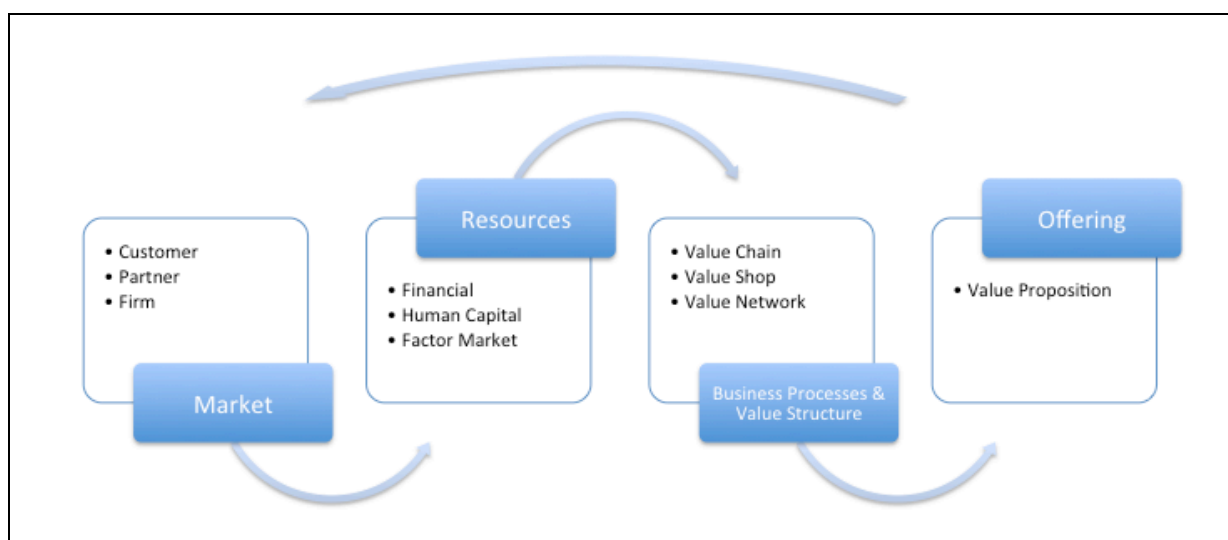 • Customer
• Partner
• Firm
Market
Resources
• Financial
• Human Capital
• Factor Market
• Value Chain
• Value Shop
• Value Network
Business Processes &
Value Structure
Offering
• Value Proposition